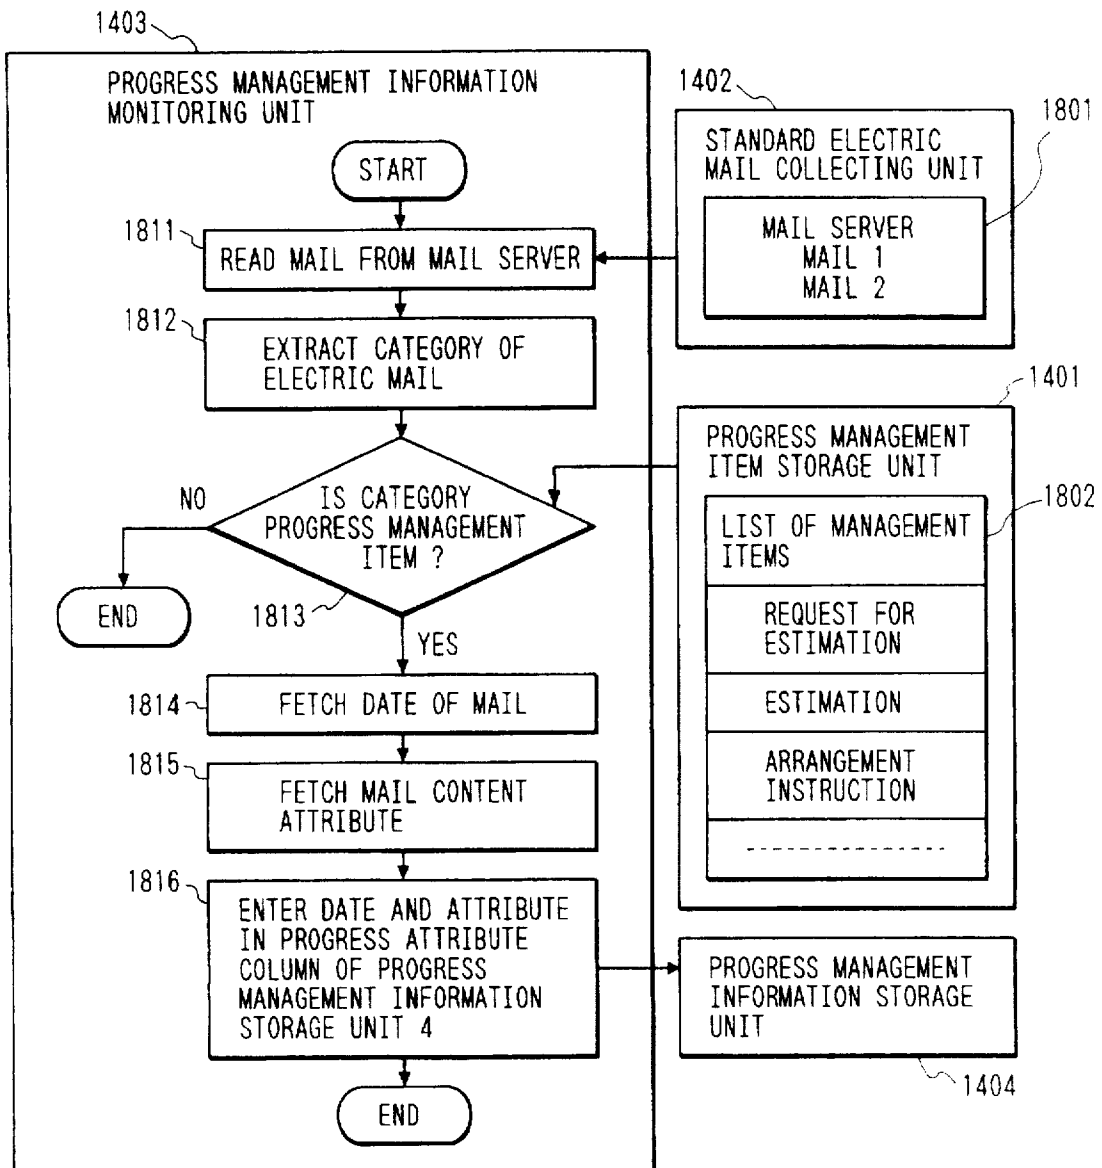 1403
PROGRESS MANAGEMENT INFORMATION
MONITORING UNIT
START
1811
READ MAIL FROM MAIL SERVER
1812
EXTRACT CATEGORY OF
ELECTRIC MAIL
NO
IS CATEGORY
PROGRESS MANAGEMENT
ITEM ?
END
1813
YES
1814
FETCH DATE OF MAIL
1815
FETCH MAIL CONTENT
ATTRIBUTE
1816
ENTER DATE AND ATTRIBUTE
IN PROGRESS ATTRIBUTE
COLUMN OF PROGRESS
MANAGEMENT INFORMATION
STORAGE UNIT 4
END
1402
1801
STANDARD ELECTRIC
MAIL COLLECTING UNIT
MAIL SERVER
MAIL 1
MAIL 2
1401
PROGRESS MANAGEMENT
ITEM STORAGE UNIT
1802
LIST OF MANAGEMENT
ITEMS
REQUEST FOR
ESTIMATION
ESTIMATION
ARRANGEMENT
INSTRUCTION
PROGRESS MANAGEMENT
INFORMATION STORAGE
UNIT
1404